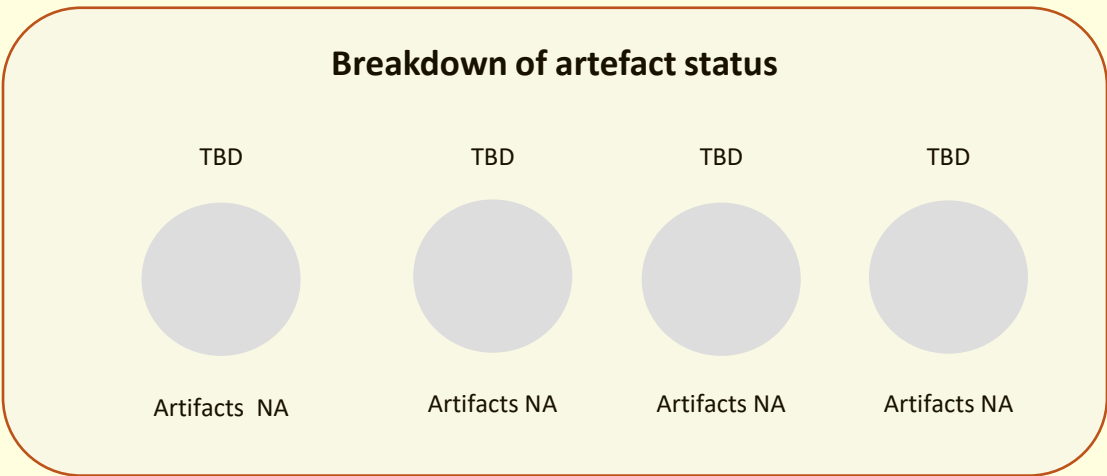 Breakdown of artefact status
TBD TBD TBD TBD
Artifacts  NA Artifacts NA Artifacts NA Artifacts NA